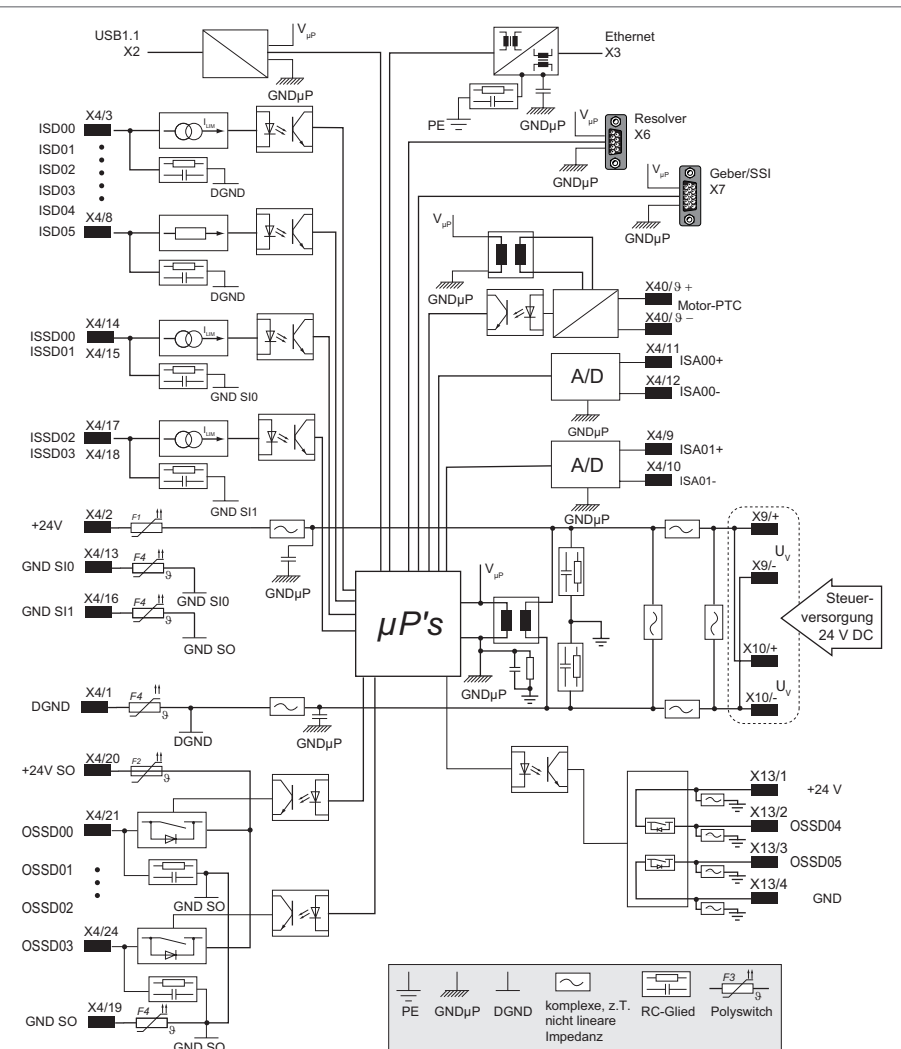 USB1.1
X2
VµP
GNDµP
Ethernet
X3
PE
GNDµP
VµP
Resolver
X6
GNDµP
VµP
Geber/SSI
X7
GNDµP
ISD00
X4/3
ILIM
ISD01
ISD02
ISD03
ISD04
ISD05
X4/8
DGND
DGND
VµP
GNDµP
X40/ϑ +
Motor-PTC
X40/ϑ −
ISSD00
X4/14
ISSD01
X4/15
ILIM
GND SI0
A/D
X4/11
ISA00+
X4/12
ISA00-
GNDµP
ISSD02
X4/17
ISSD03
X4/18
ILIM
GND SI1
A/D
X4/9
ISA01+
X4/10
ISA01-
GNDµP
+24V
X4/2
F1
GNDµP
GND SI0
X4/13
F4
ϑ
GND SI0
GND SI1
X4/16
F4
ϑ
GND SO
µP's
VµP
GNDµP
X9/+
UV
X9/-
X10/+
UV
X10/-
Steuer-
versorgung
24 V DC
DGND
X4/1
F4
ϑ
DGND
GNDµP
+24V SO
X4/20
F2
ϑ
OSSD00
X4/21
OSSD01
OSSD02
GND SO
OSSD03
X4/24
GND SO
X4/19
F4
ϑ
GND SO
X13/1
+24 V
X13/2
OSSD04
X13/3
OSSD05
X13/4
GND
PE
GNDµP
DGND
komplexe, z.T.
nicht lineare
Impedanz
RC-Glied
F3
ϑ
Polyswitch